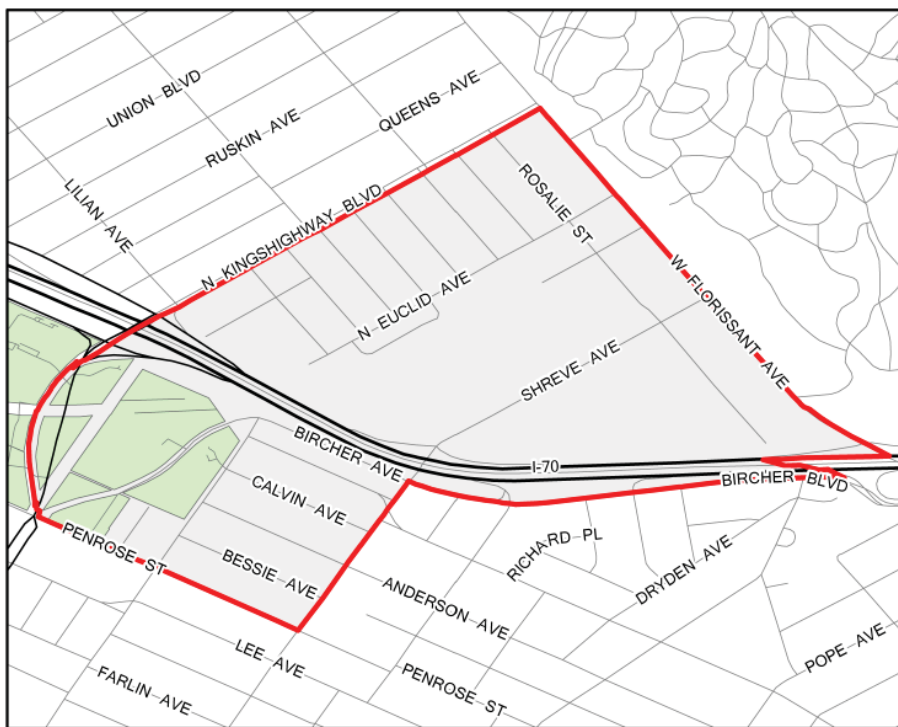 UNION BLVD
RUSKIN AVE
QUEENS AVE
LILIAN AVE
N KINGSHIGHWAY BLVD
ROSALIE ST
N EUCLID AVE
W FLORISSANT AVE
SHREVE AVE
BIRCHER AVE
I-70
BIRCHER BLVD
CALVIN AVE
PENROSE ST
BESSIE AVE
RICHARD PL
DRYDEN AVE
ANDERSON AVE
LEE AVE
POPE AVE
FARLIN AVE
PENROSE ST